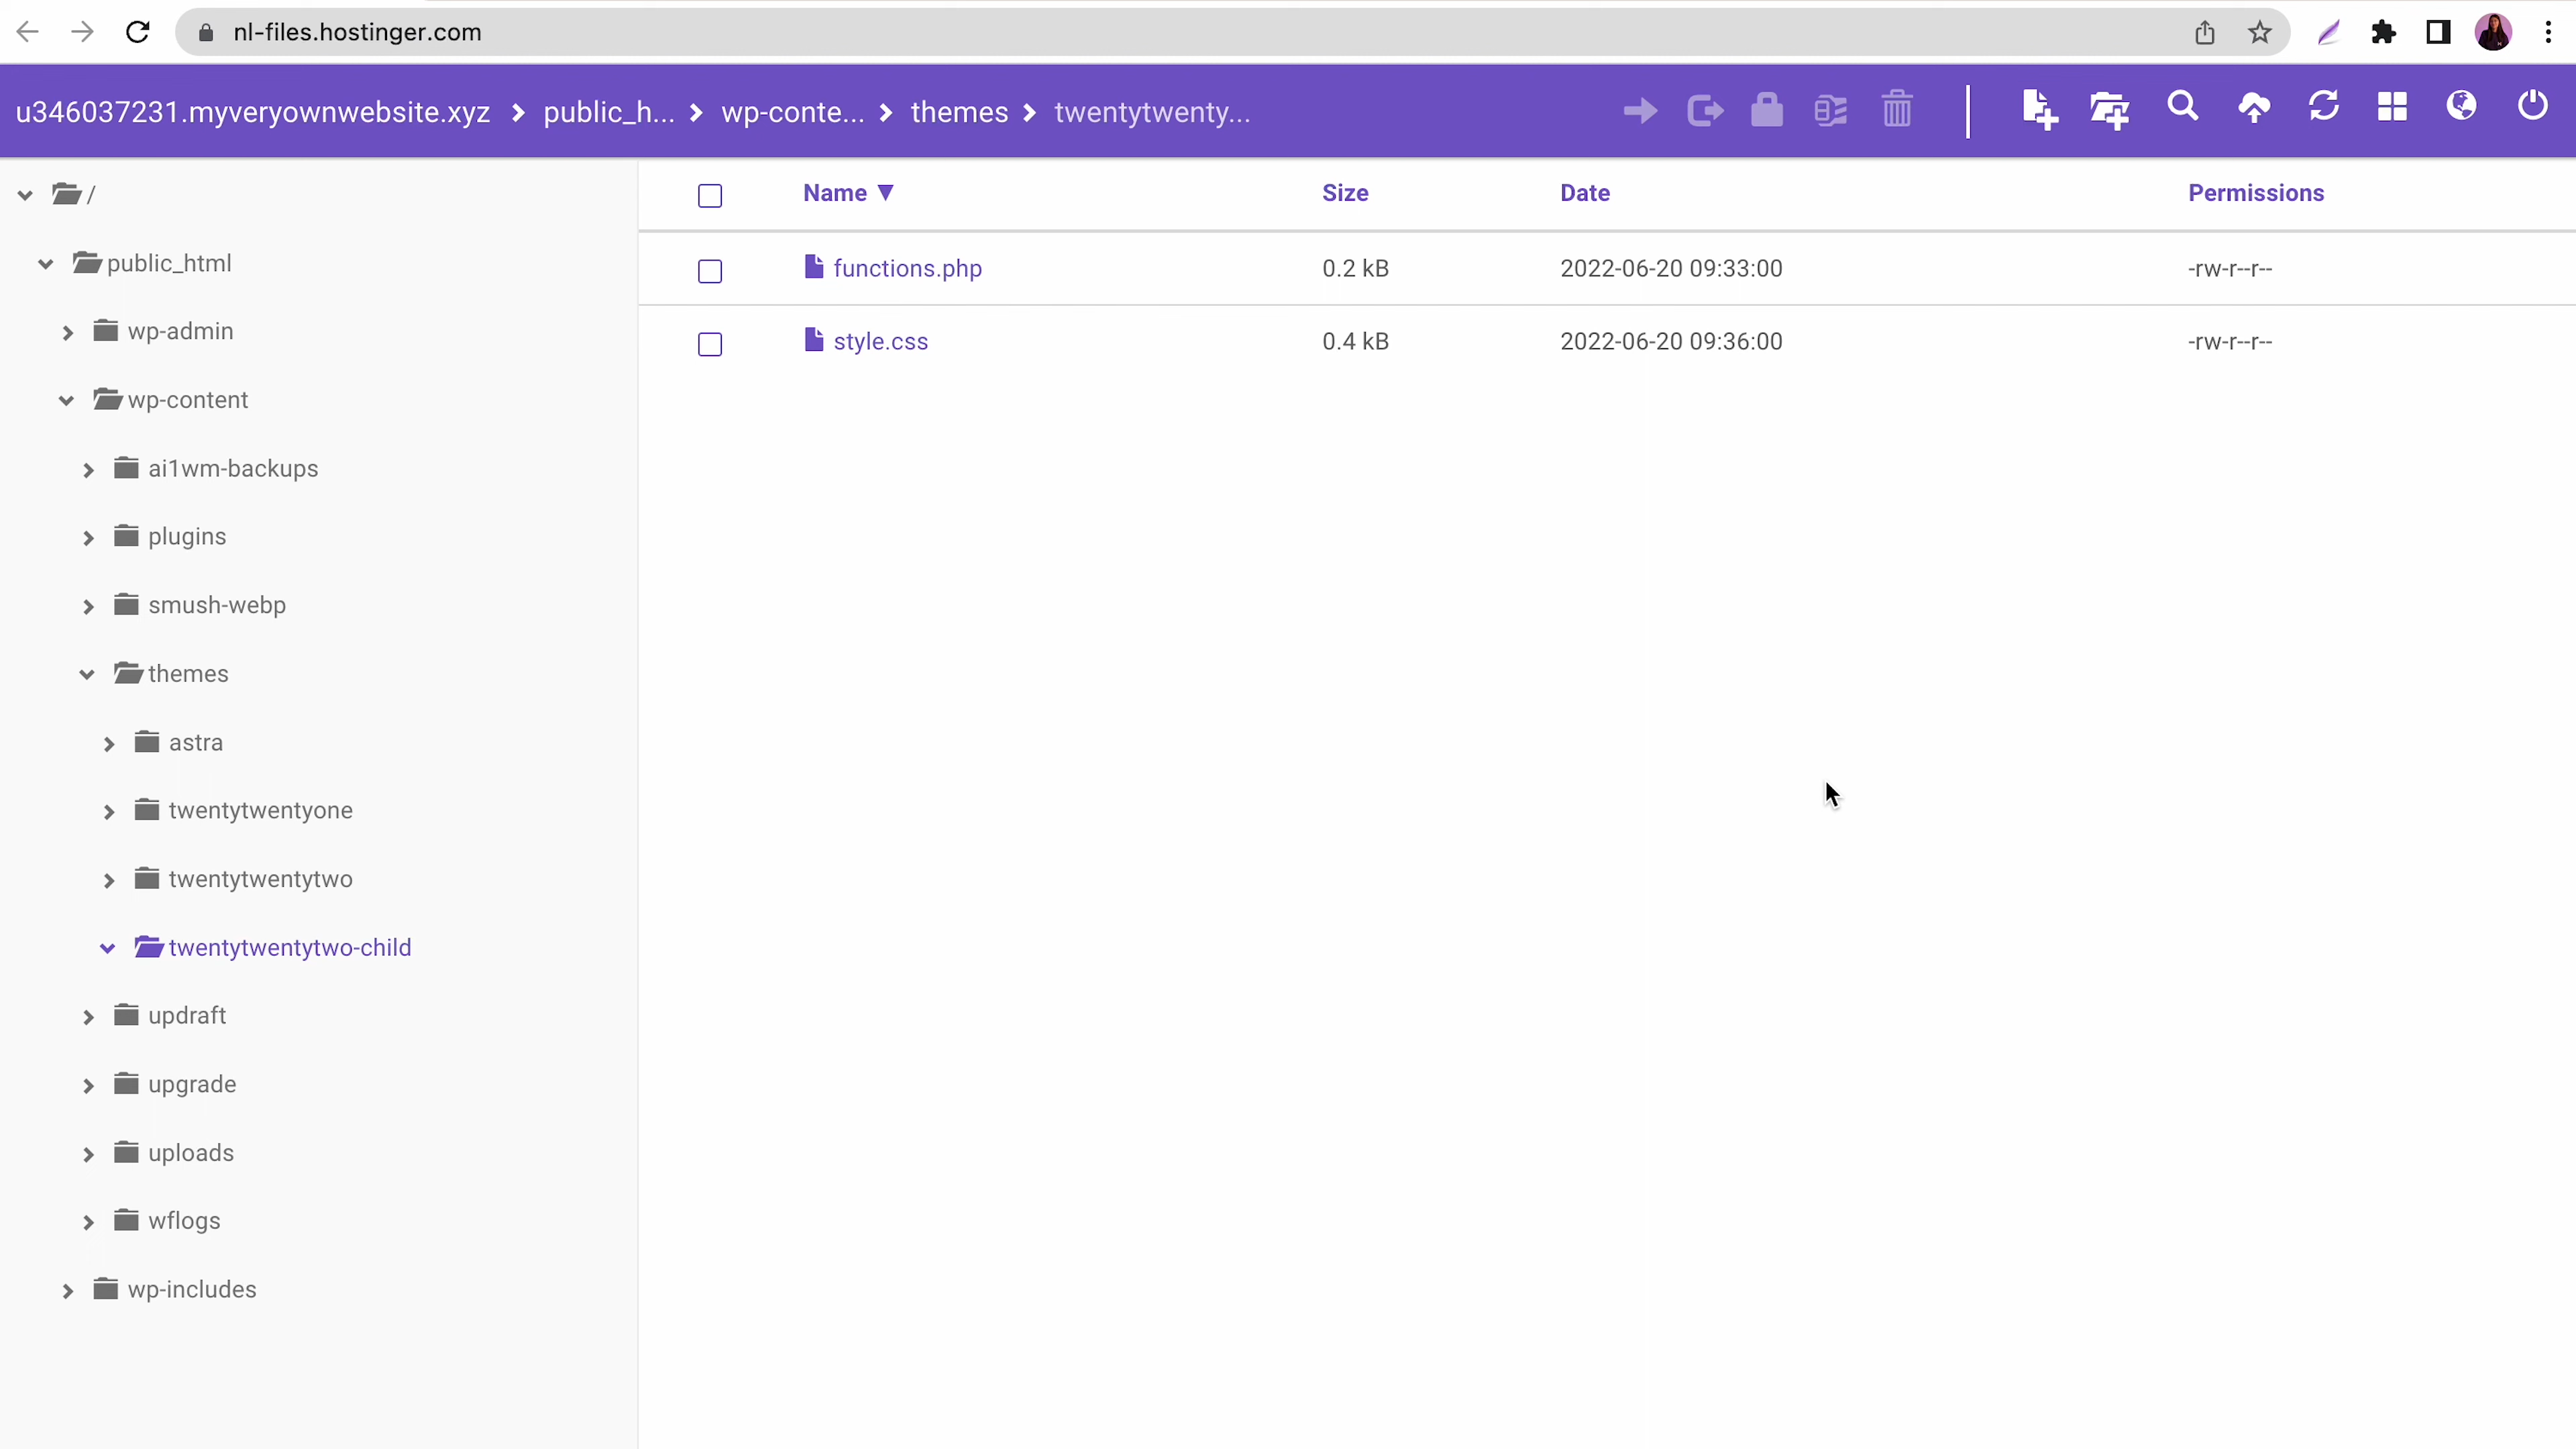 nl-files.hostinger.com
u346037231.myveryownwebsite.xyz > public_h... > wp-conte... > themes > twentytwenty...
/
public_html
wp-admin
wp-content
ai1wm-backups
plugins
smush-webp
themes
astra
twentytwentyone
twentytwentytwo
twentytwentytwo-child
updraft
upgrade
uploads
wflogs
wp-includes
Name ▼ Size Date Permissions
functions.php 0.2 kB 2022-06-20 09:33:00 -rw-r--r--
style.css 0.4 kB 2022-06-20 09:36:00 -rw-r--r--